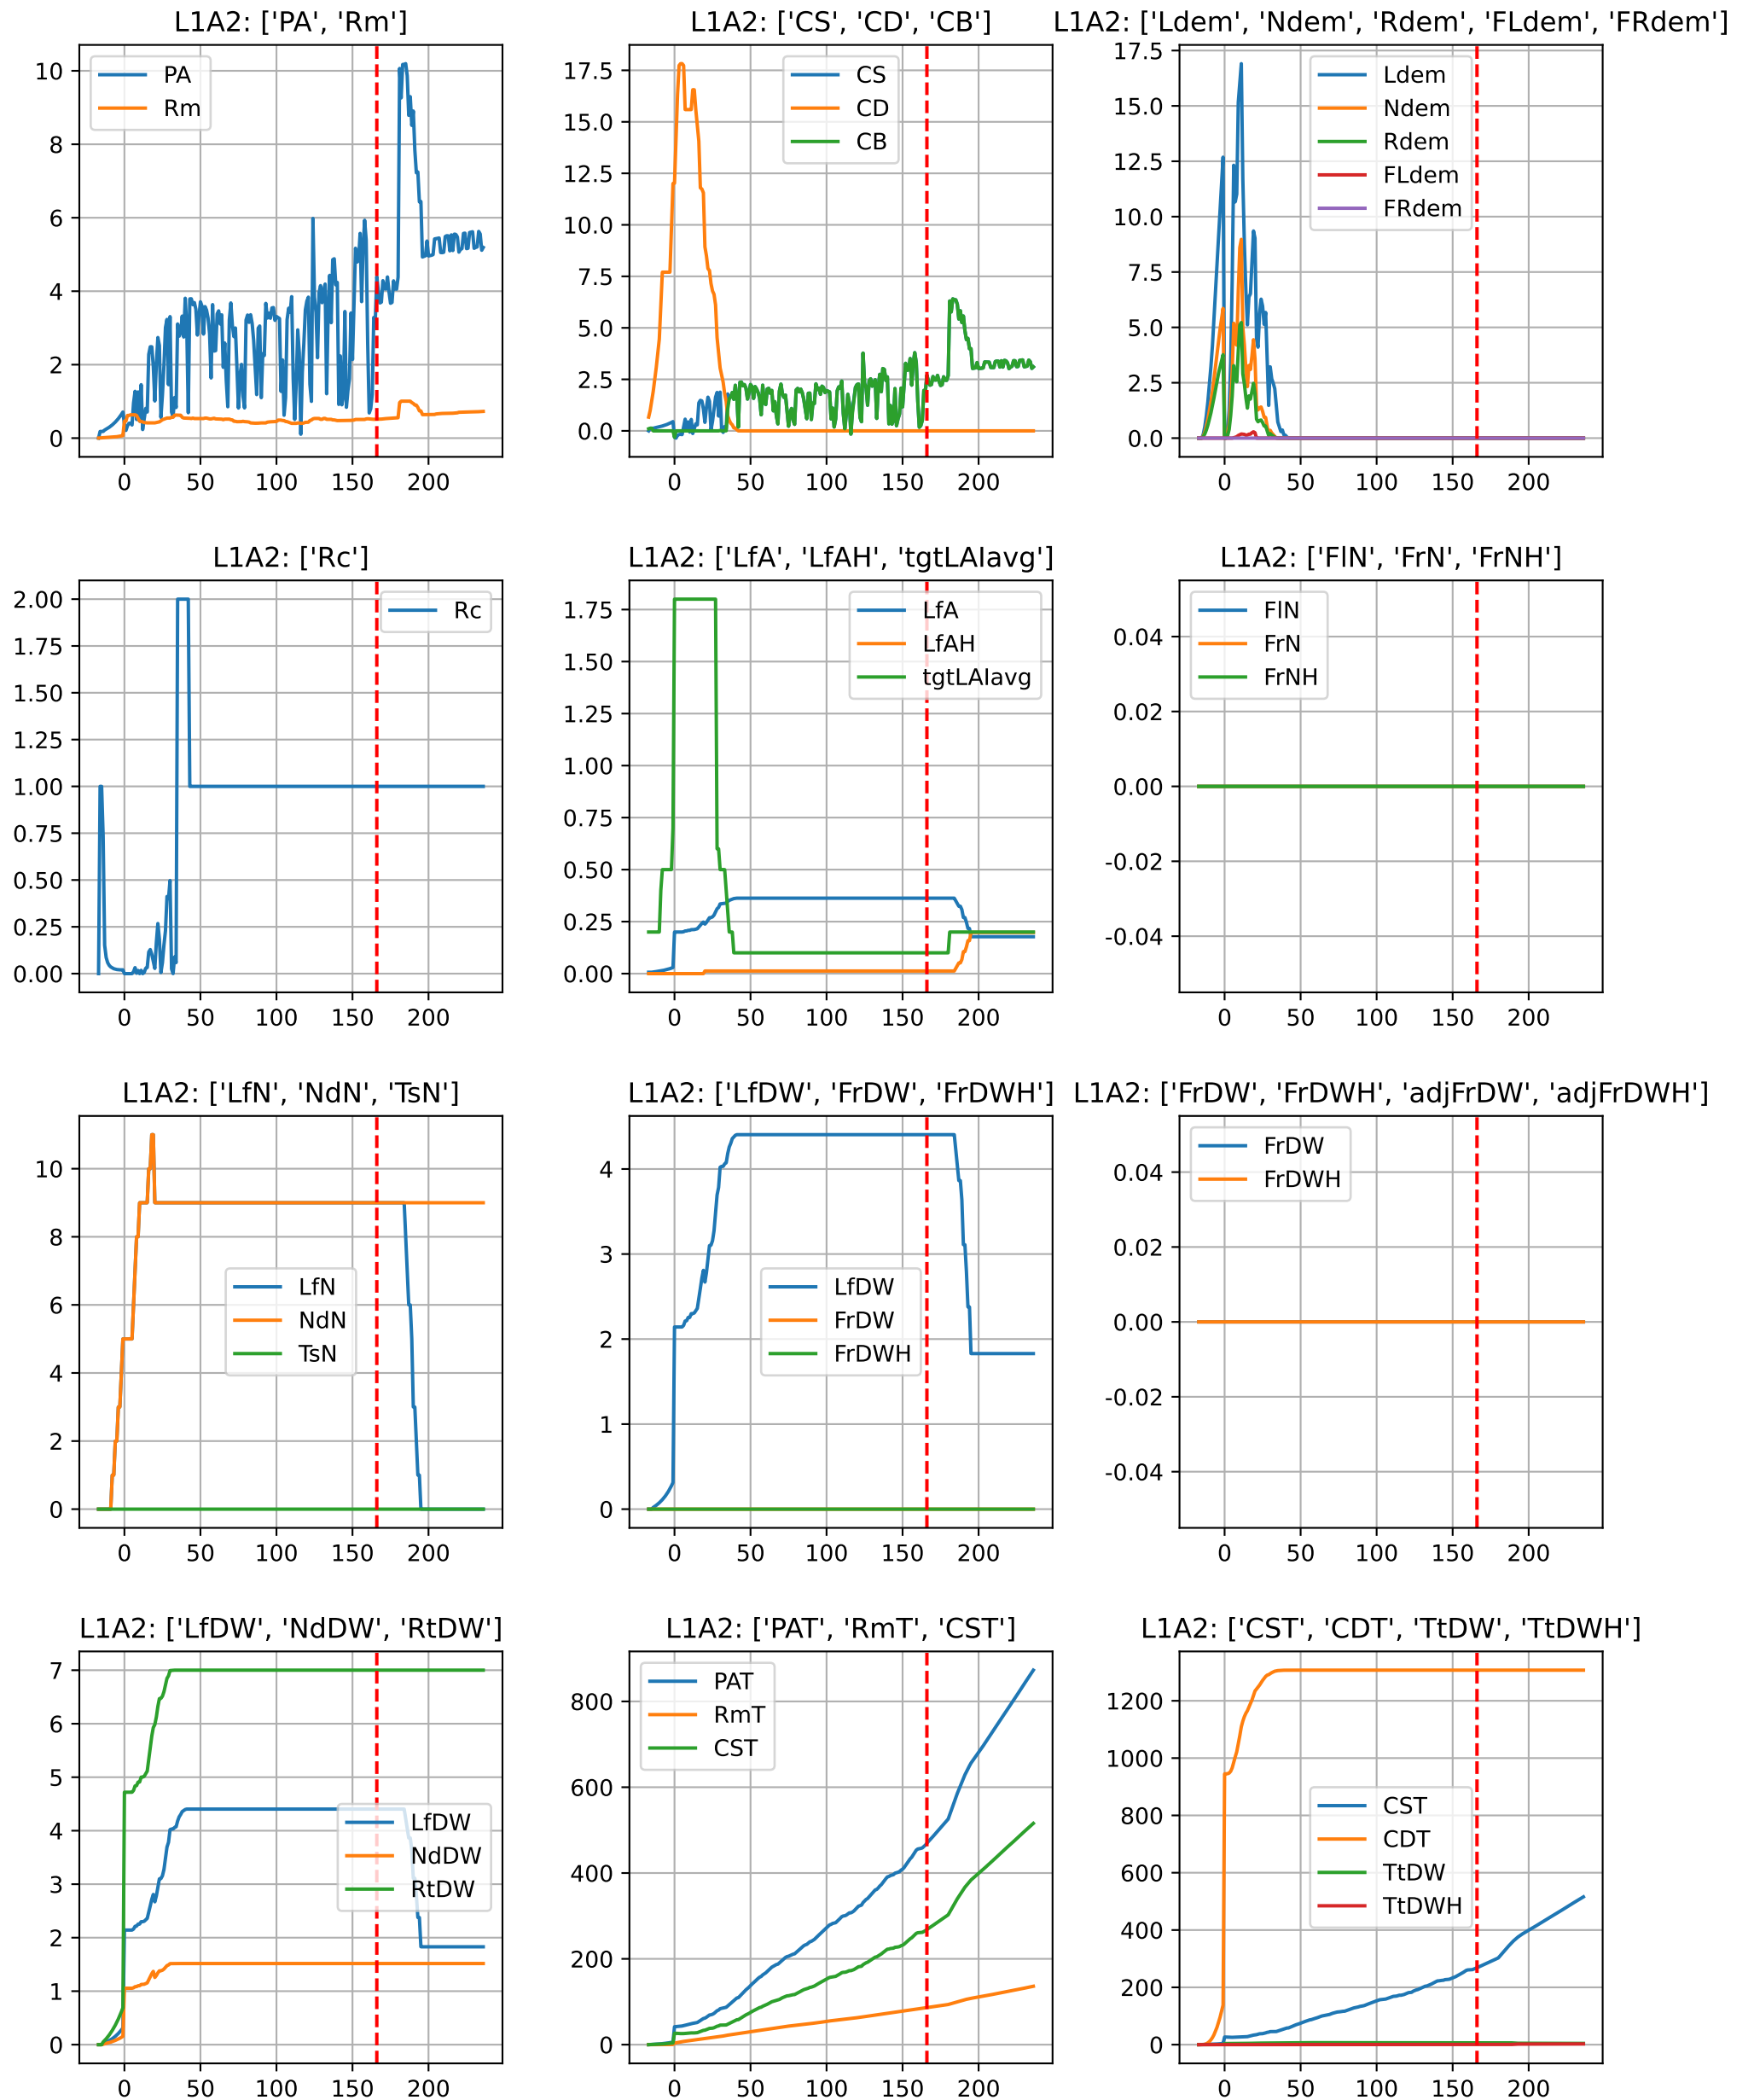 L1A2: ['PA', 'Rm']
PA
Rm
10
8
6
4
2
0
0 50 100 150 200
L1A2: ['CS', 'CD', 'CB']
CS
CD
CB
17.5
15.0
12.5
10.0
7.5
5.0
2.5
0.0
0 50 100 150 200
L1A2: ['Ldem', 'Ndem', 'Rdem', 'FLdem', 'FRdem']
Ldem
Ndem
Rdem
FLdem
FRdem
17.5
15.0
12.5
10.0
7.5
5.0
2.5
0.0
0 50 100 150 200
L1A2: ['Rc']
Rc
2.00
1.75
1.50
1.25
1.00
0.75
0.50
0.25
0.00
0 50 100 150 200
L1A2: ['LfA', 'LfAH', 'tgtLAIavg']
LfA
LfAH
tgtLAIavg
1.75
1.50
1.25
1.00
0.75
0.50
0.25
0.00
0 50 100 150 200
L1A2: ['FlN', 'FrN', 'FrNH']
FlN
FrN
FrNH
0.04
0.02
0.00
-0.02
-0.04
0 50 100 150 200
L1A2: ['LfN', 'NdN', 'TsN']
LfN
NdN
TsN
10
8
6
4
2
0
0 50 100 150 200
L1A2: ['LfDW', 'FrDW', 'FrDWH']
LfDW
FrDW
FrDWH
4
3
2
1
0
0 50 100 150 200
L1A2: ['FrDW', 'FrDWH', 'adjFrDW', 'adjFrDWH']
FrDW
FrDWH
0.04
0.02
0.00
-0.02
-0.04
0 50 100 150 200
L1A2: ['LfDW', 'NdDW', 'RtDW']
LfDW
NdDW
RtDW
7
6
5
4
3
2
1
0
0 50 100 150 200
L1A2: ['PAT', 'RmT', 'CST']
PAT
RmT
CST
800
600
400
200
0
0 50 100 150 200
L1A2: ['CST', 'CDT', 'TtDW', 'TtDWH']
CST
CDT
TtDW
TtDWH
1200
1000
800
600
400
200
0
0 50 100 150 200